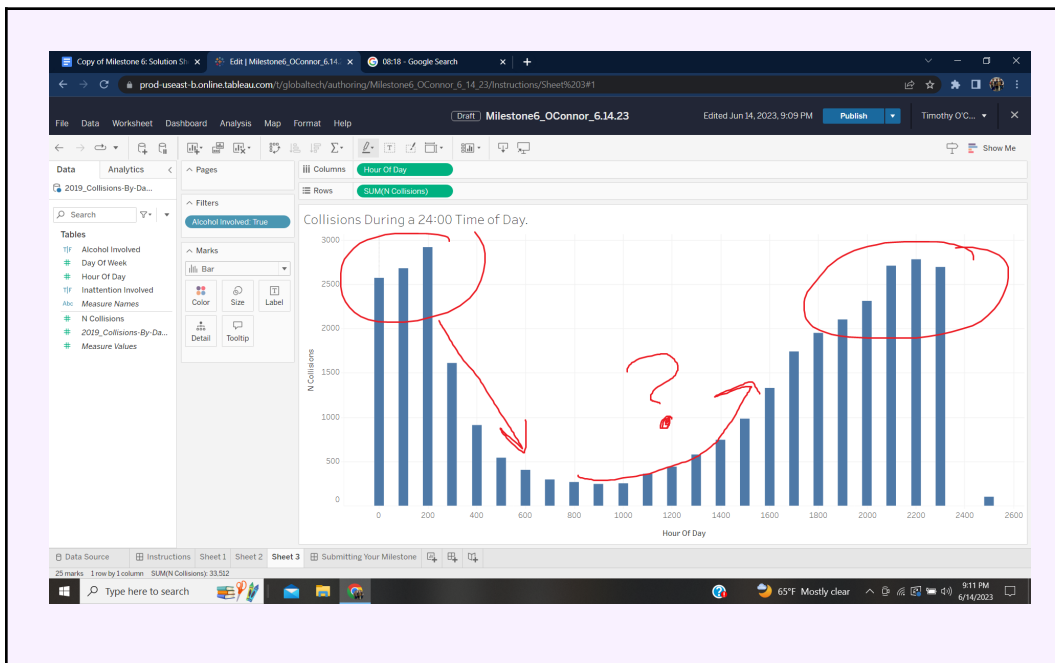 Copy of Milestone 6: Solution Sh
Edit | Milestone6_OConnor_6.14.
08:18 - Google Search
prod-useast-b.online.tableau.com/t/globaltech/authoring/Milestone6_OConnor_6_14_23/Instructions/Sheet%203#1
File Data Worksheet Dashboard Analysis Map Format Help
Draft Milestone6_OConnor_6.14.23
Edited Jun 14, 2023, 9:09 PM
Publish
Timothy O'C...
Show Me
Data Analytics
Pages
Columns
Hour Of Day
2019_Collisions-By-Da...
Rows
SUM(N Collisions)
Search
Filters
Alcohol Involved: True
Tables
Alcohol Involved
Day Of Week
Hour Of Day
Inattention Involved
Abc Measure Names
N Collisions
2019_Collisions-By-Da...
Measure Values
Marks
Bar
Color Size Label
Detail Tooltip
Collisions During a 24:00 Time of Day.
3000
2500
2000
1500
1000
500
0
N Collisions
?
0 200 400 600 800 1000 1200 1400 1600 1800 2000 2200 2400 2600
Hour Of Day
Data Source Instructions Sheet 1 Sheet 2 Sheet 3 Submitting Your Milestone
25 marks 1 row by 1 column SUM(N Collisions): 33,512
Type here to search
65°F Mostly clear
9:11 PM
6/14/2023